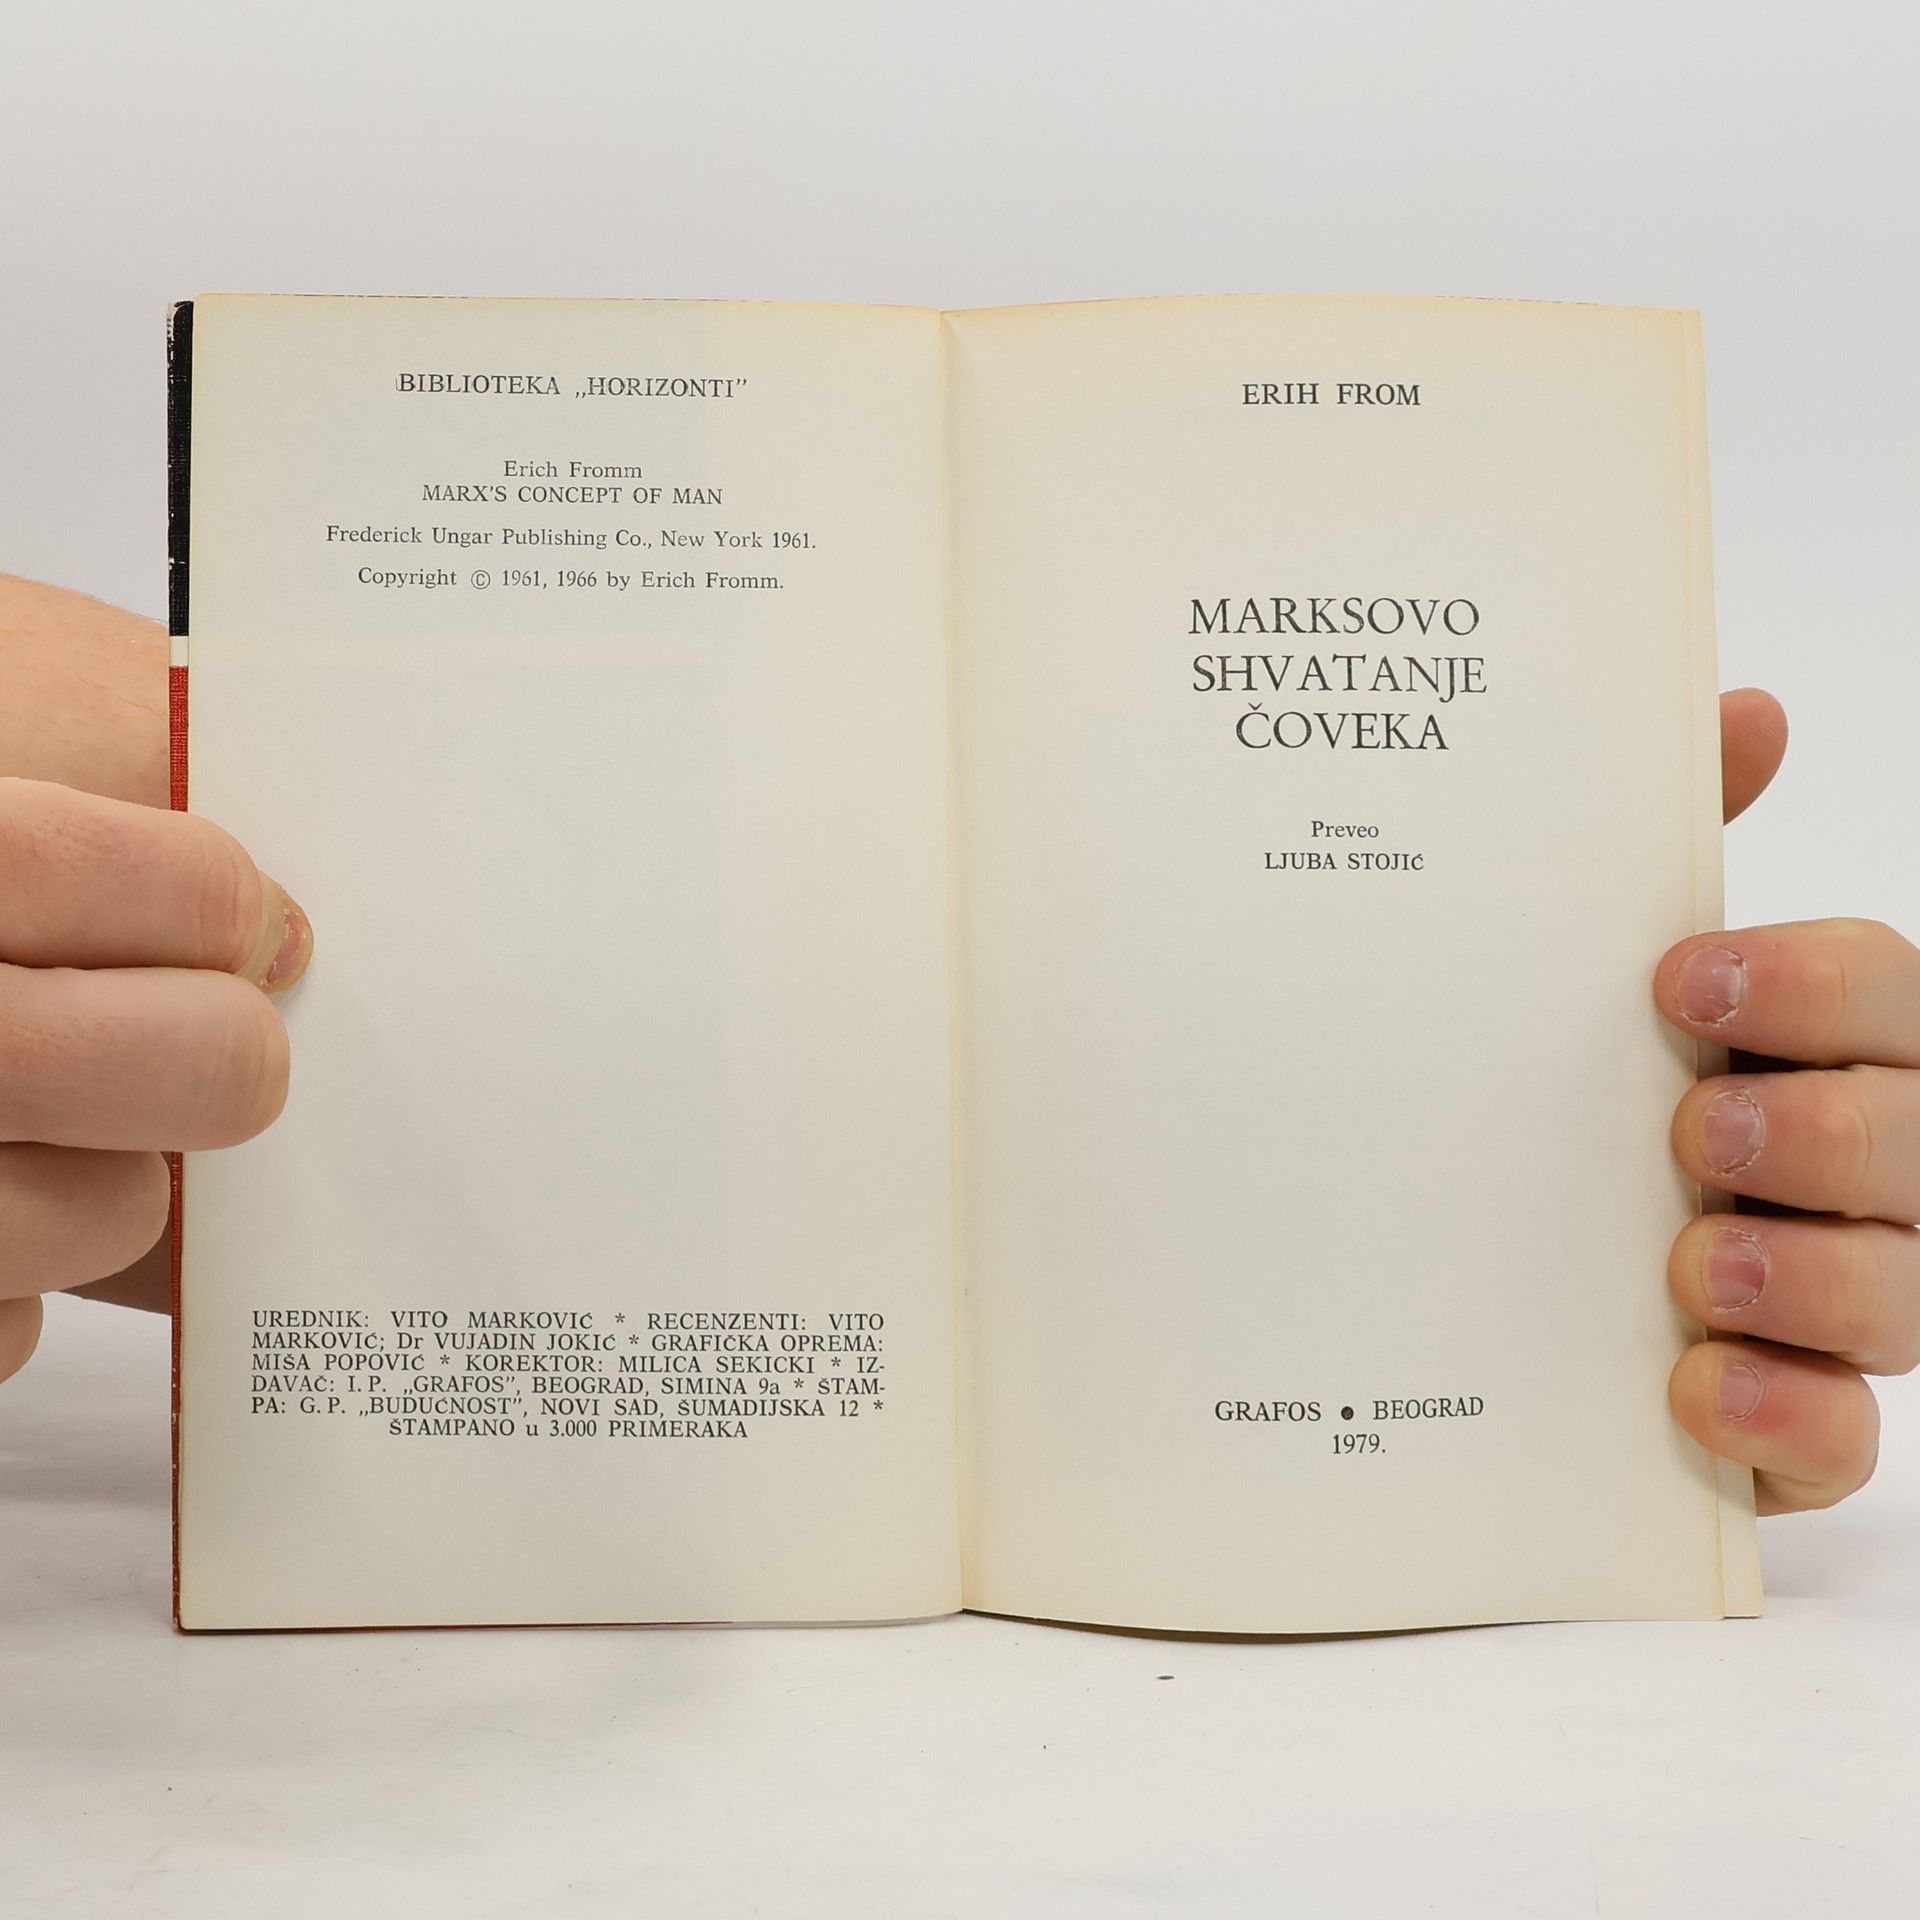 BIBLIOTEKA „HORIZONTI”
Erich Fromm
MARX'S CONCEPT OF MAN
Frederick Ungar Publishing Co., New York 1961.
Copyright © 1961, 1966 by Erich Fromm.
UREDNIK: VITO MARKOVIĆ * RECENZENTI: VITO
MARKOVIĆ; Dr VUJADIN JOKIĆ * GRAFIČKA OPREMA:
MIŠA POPOVIĆ * KOREKTOR: MILICA SEKICKI * IZ-
DAVAČ: I. P. „GRAFOS”, BEOGRAD, SIMINA 9a * ŠTAM-
PA: G. P. „BUDUĆNOST”, NOVI SAD, ŠUMADIJSKA 12 *
ŠTAMPANO u 3.000 PRIMERAKA
ERIH FROM
MARKSOVO
SHVATANJE
ČOVEKA
Preveo
LJUBA STOJIĆ
GRAFOS ● BEOGRAD
1979.